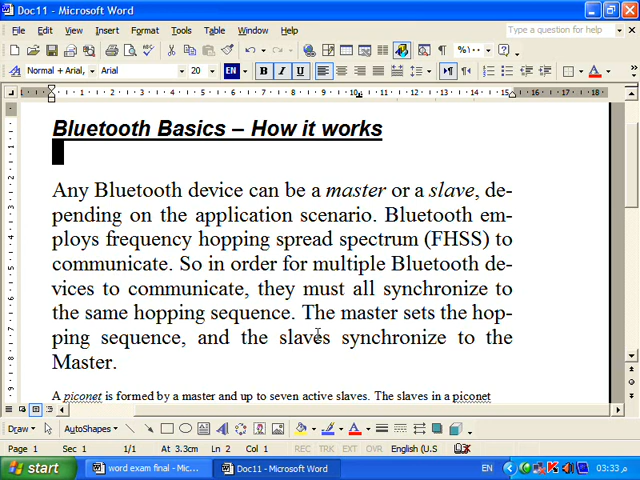 Doc11 - Microsoft Word
File Edit View Insert Format Tools Table Window Help
Type a question for help
Normal + Arial, Arial 20 EN B I U
Bluetooth Basics – How it works
Any Bluetooth device can be a master or a slave, de-
pending on the application scenario. Bluetooth em-
ploys frequency hopping spread spectrum (FHSS) to
communicate. So in order for multiple Bluetooth de-
vices to communicate, they must all synchronize to
the same hopping sequence. The master sets the hop-
ping sequence, and the slaves synchronize to the
Master.
A piconet is formed by a master and up to seven active slaves. The slaves in a piconet
Draw AutoShapes
Page 1 Sec 1 1/1 At 3.3cm Ln 2 Col 1 REC TRK EXT OVR English (U.S
start word exam final - Mic... Doc11 - Microsoft Word EN 03:33 م